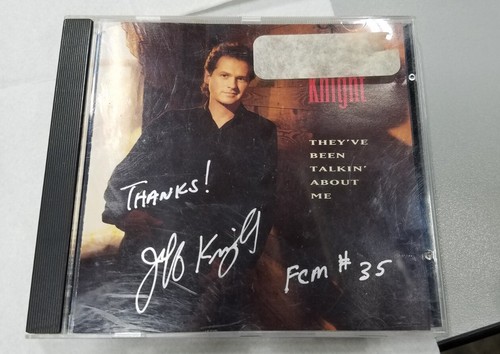 Knight
THEY'VE
BEEN
TALKIN'
ABOUT
ME
THANKS!
Jeff Knight
FCM # 35